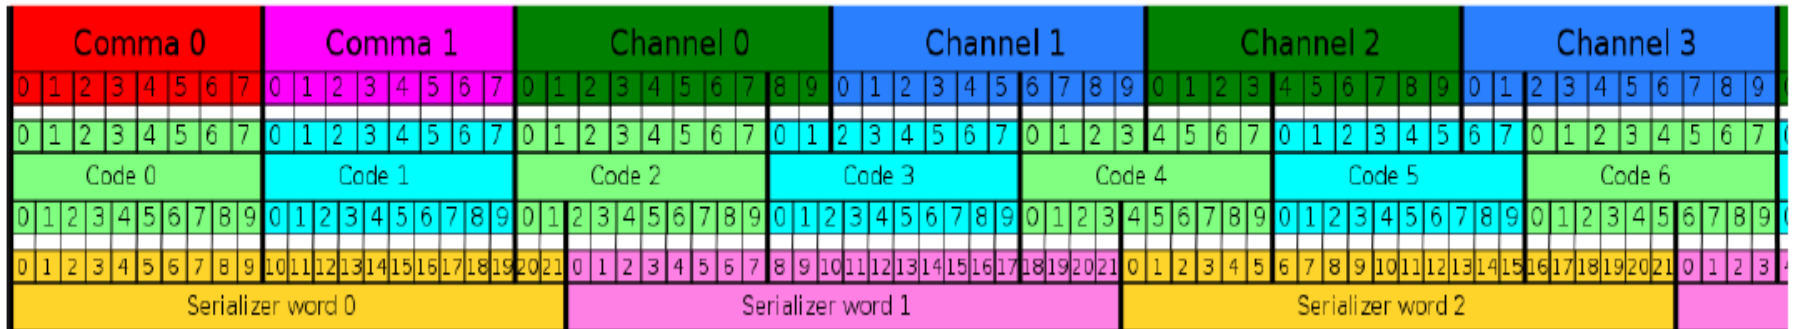 Comma 0 Comma 1 Channel 0 Channel 1 Channel 2 Channel 3
0 1 2 3 4 5 6 7 0 1 2 3 4 5 6 7 0 1 2 3 4 5 6 7 8 9 0 1 2 3 4 5 6 7 8 9 0 1 2 3 4 5 6 7 8 9 0 1 2 3 4 5 6 7 8 9
0 1 2 3 4 5 6 7 0 1 2 3 4 5 6 7 0 1 2 3 4 5 6 7 0 1 2 3 4 5 6 7 0 1 2 3 4 5 6 7 0 1 2 3 4 5 6 7 0 1 2 3 4 5 6 7
Code 0 Code 1 Code 2 Code 3 Code 4 Code 5 Code 6
0 1 2 3 4 5 6 7 8 9 0 1 2 3 4 5 6 7 8 9 0 1 2 3 4 5 6 7 8 9 0 1 2 3 4 5 6 7 8 9 0 1 2 3 4 5 6 7 8 9 0 1 2 3 4 5 6 7 8 9 0 1 2 3 4 5 6 7 8 9
0 1 2 3 4 5 6 7 8 9 10 11 12 13 14 15 16 17 18 19 20 21 0 1 2 3 4 5 6 7 8 9 10 11 12 13 14 15 16 17 18 19 20 21 0 1 2 3 4 5 6 7 8 9 10 11 12 13 14 15 16 17 18 19 20 21 0 1 2 3
Serializer word 0 Serializer word 1 Serializer word 2